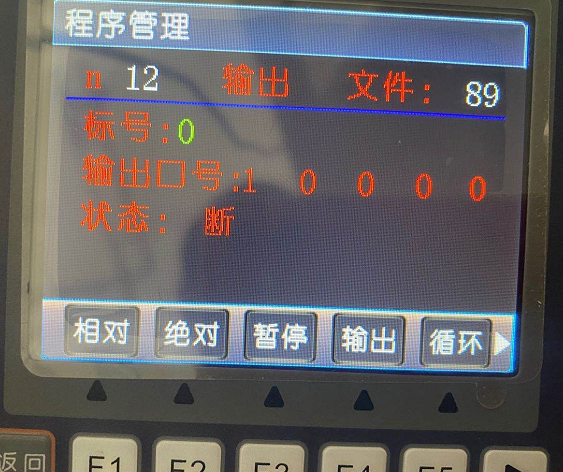 程序管理
n 12 输出 文件: 89
标号:0
输出口号:1 0 0 0 0
状态: 断
相对 绝对 暂停 输出 循环
返回 F1 F2 F3 F4 F5